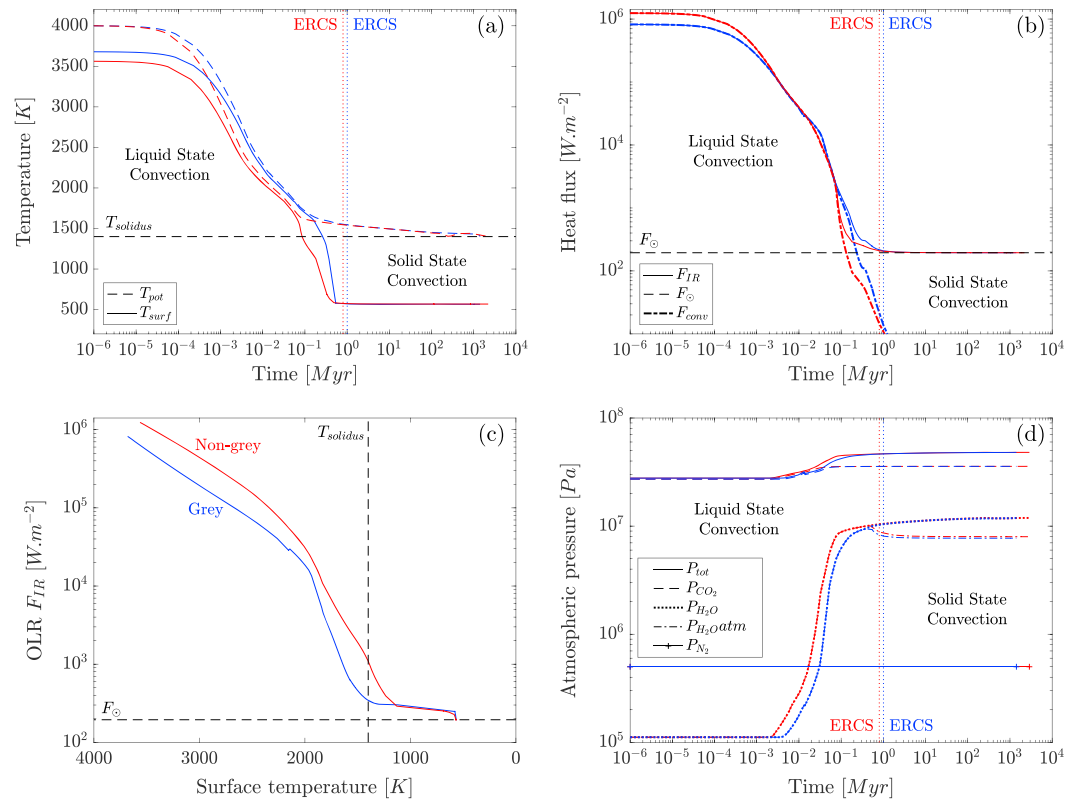 ERCS ERCS
(a)
4000
3500
3000
2500
2000
1500
1000
500
Temperature [K]
Liquid State
Convection
T_solidus
Solid State
Convection
T_pot
T_surf
10^−6 10^−5 10^−4 10^−3 10^−2 10^−1 10^0 10^1 10^2 10^3 10^4
Time [Myr]
(b)
10^6
10^4
10^2
Heat flux [W.m^−2]
Liquid State
Convection
F_⊙
Solid State
Convection
F_IR
F_⊙
F_conv
10^−6 10^−5 10^−4 10^−3 10^−2 10^−1 10^0 10^1 10^2 10^3 10^4
Time [Myr]
(c)
10^6
10^5
10^4
10^3
10^2
OLR F_IR [W.m^−2]
T_solidus
Non-grey
Grey
F_⊙
4000 3000 2000 1000 0
Surface temperature [K]
(d)
10^8
10^7
10^6
10^5
Atmospheric pressure [Pa]
Liquid State
Convection
P_tot
P_CO_2
P_H_2O
P_H_2Oatm
P_N_2
Solid State
Convection
ERCS ERCS
10^−6 10^−5 10^−4 10^−3 10^−2 10^−1 10^0 10^1 10^2 10^3 10^4
Time [Myr]